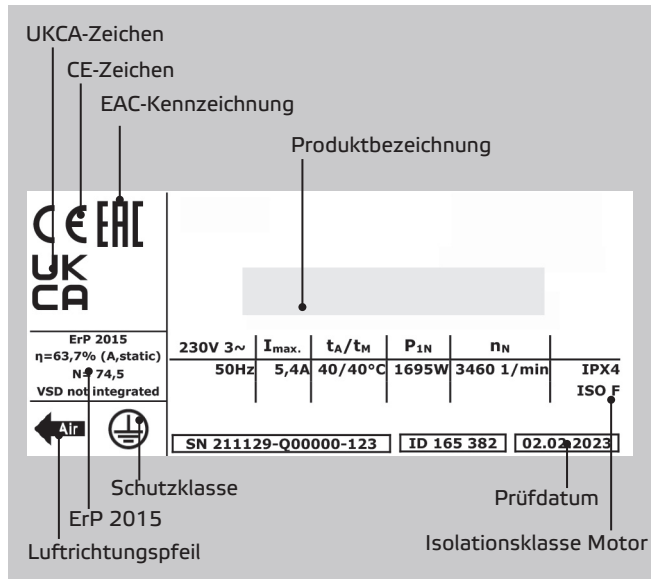 UKCA-Zeichen
CE-Zeichen
EAC-Kennzeichnung
Produktbezeichnung
CE EAC
UK
CA
ErP 2015
η=63,7% (A,static)
N= 74,5
VSD not integrated
230V 3~ Imax. tA/tM P1N nN
50Hz 5,4A 40/40°C 1695W 3460 1/min IPX4
ISO F
Air
SN 211129-Q00000-123 ID 165 382 02.02.2023
Schutzklasse
Prüfdatum
ErP 2015
Isolationsklasse Motor
Luftrichtungspfeil